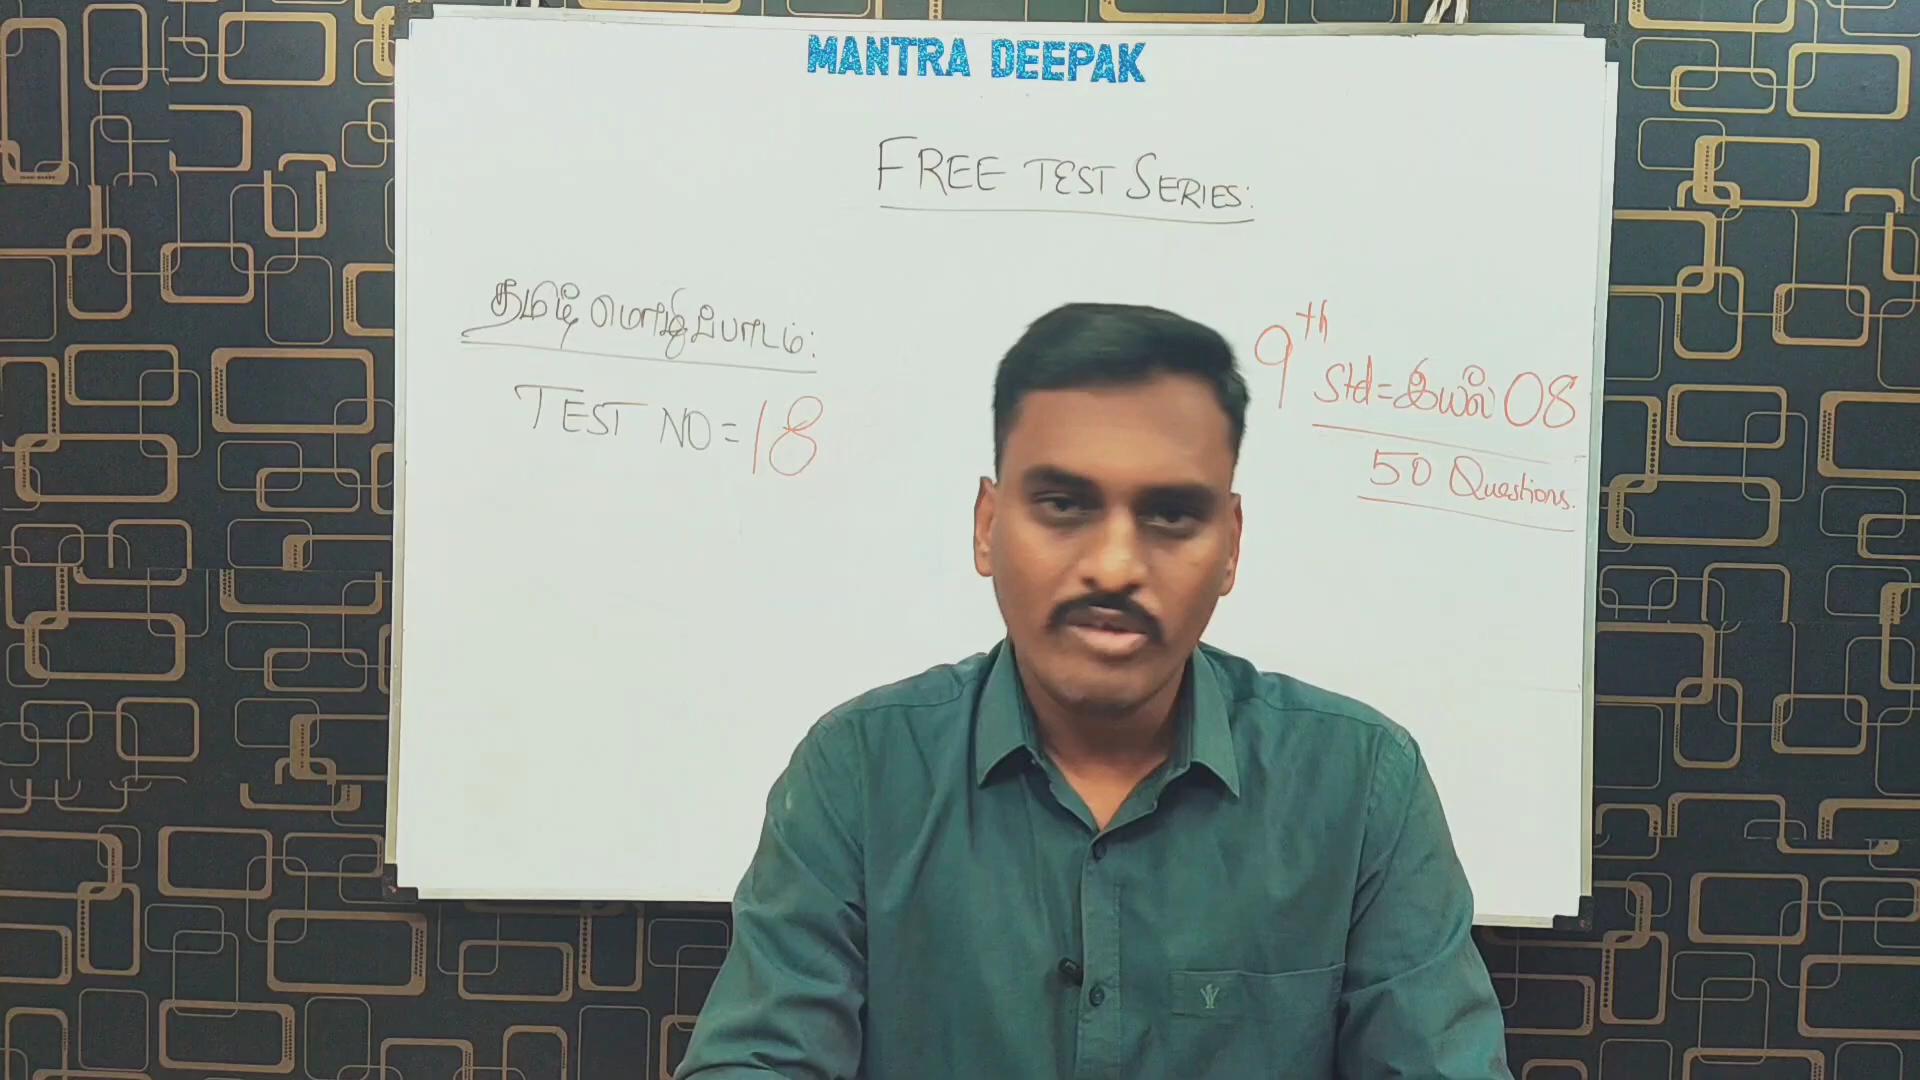 MANTRA DEEPAK
FREE TEST SERIES:
தமிழ் மொழிப்பாடம்:
TEST NO = 18
9th Std = இயல் 08
50 Questions.